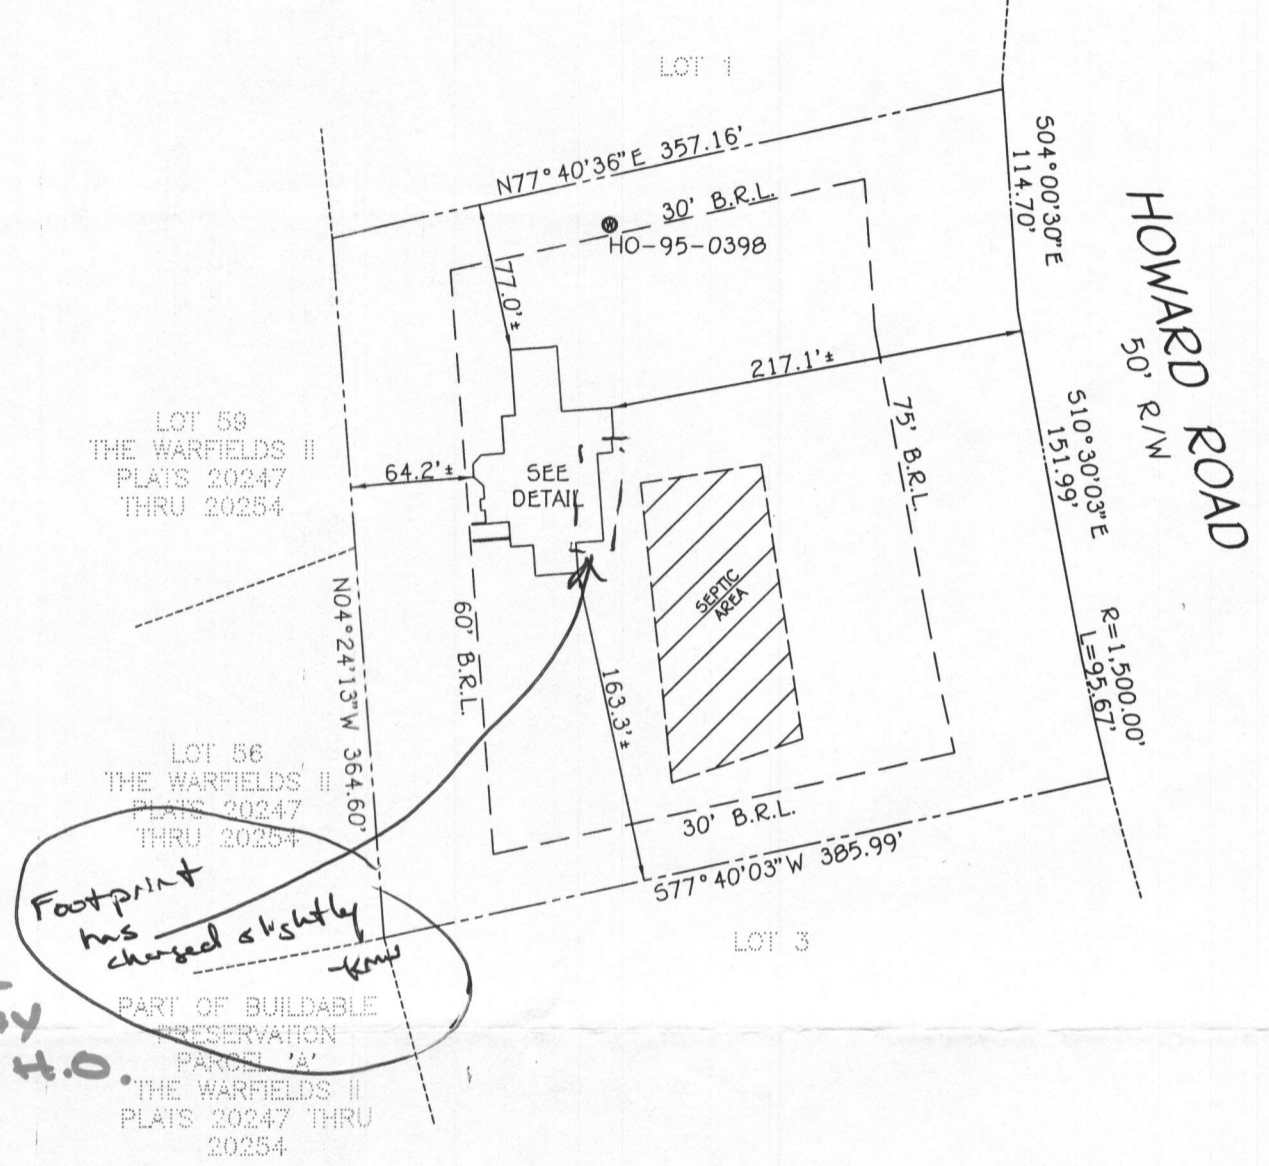 LOT 1
N77°40'36"E 357.16'
30' B.R.L.
HO-95-0398
77.0'±
S04°00'30"E
114.70'
HOWARD ROAD
50' R/W
217.1'±
75' B.R.L.
S10°30'03"E
151.99'
LOT 59
THE WARFIELDS II
PLATS 20247
THRU 20254
64.2'±
SEE
DETAIL
SEPTIC
AREA
N04°24'13"W 364.60'
60' B.R.L.
163.3'±
R=1,500.00'
L=95.67'
LOT 56
THE WARFIELDS II
PLATS 20247
THRU 20254
30' B.R.L.
S77°40'03"W 385.99'
Footprint
has
changed slightly
LOT 3
PART OF BUILDABLE
PRESERVATION
PARCEL 'A'
THE WARFIELDS II
PLATS 20247 THRU
20254
H.O.